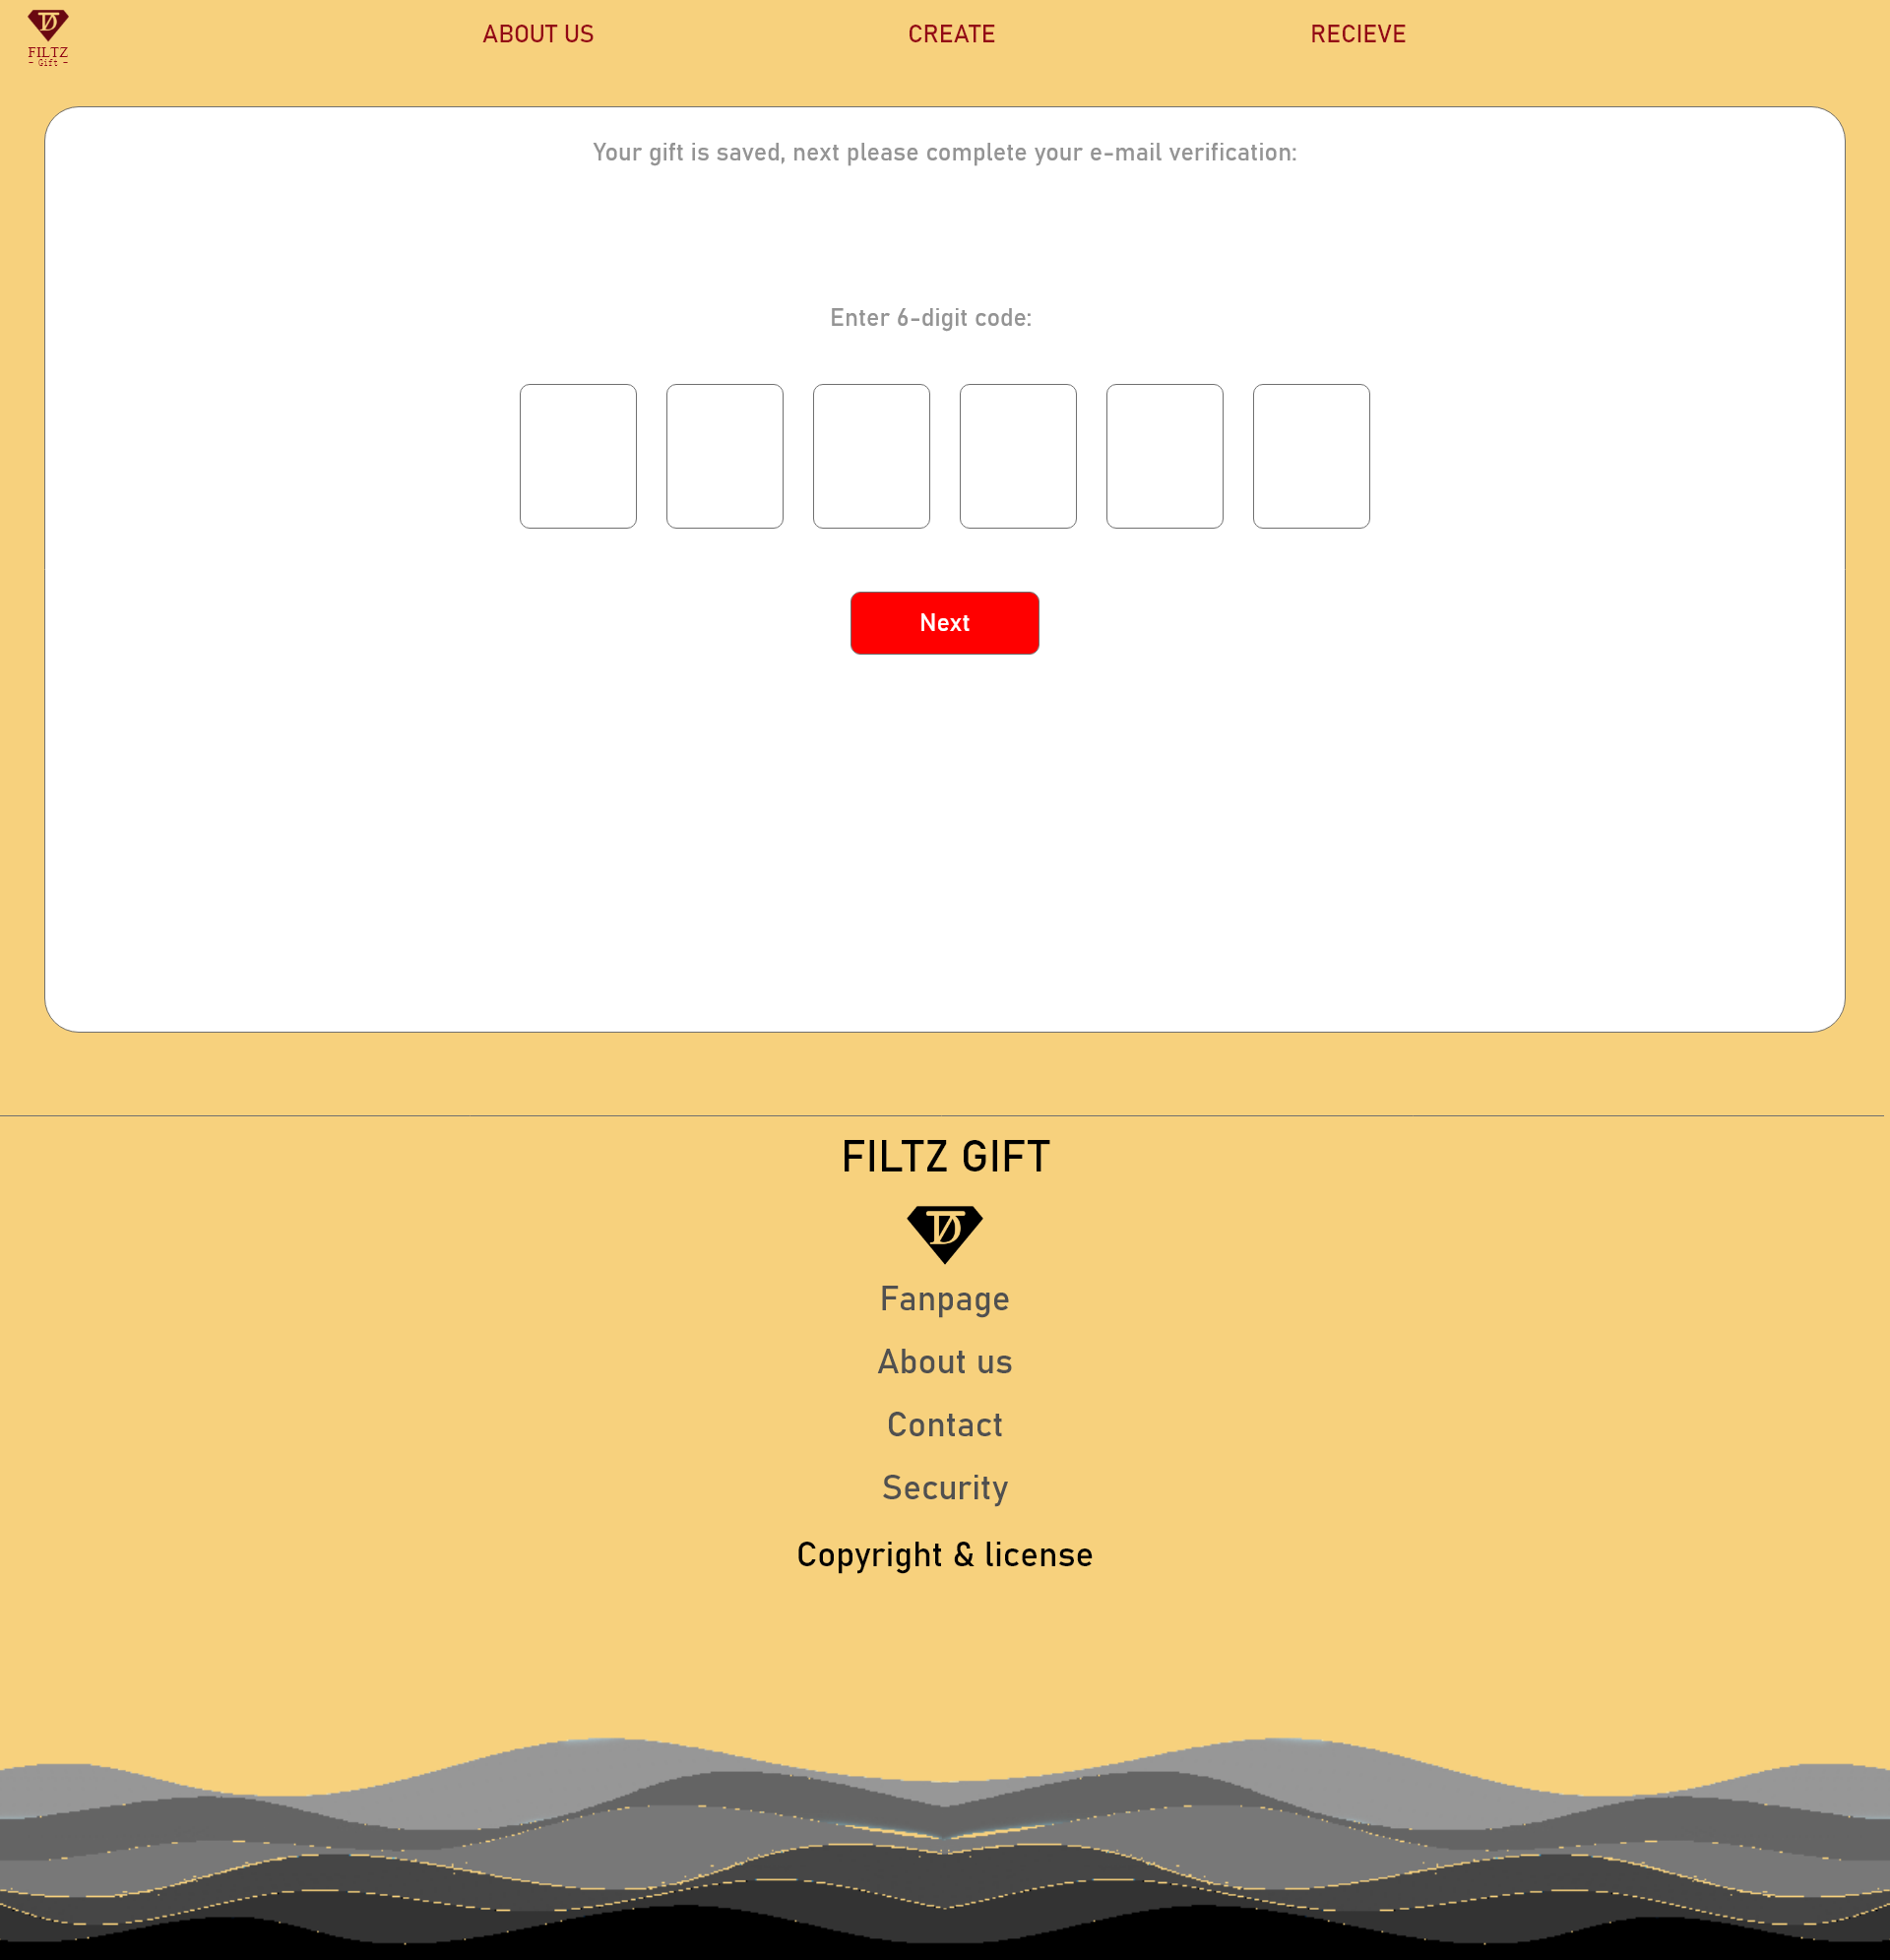 FILTZ
- Gift -
ABOUT US
CREATE
RECIEVE
Your gift is saved, next please complete your e-mail verification:
Enter 6-digit code:
Next
FILTZ GIFT
Fanpage
About us
Contact
Security
Copyright & license